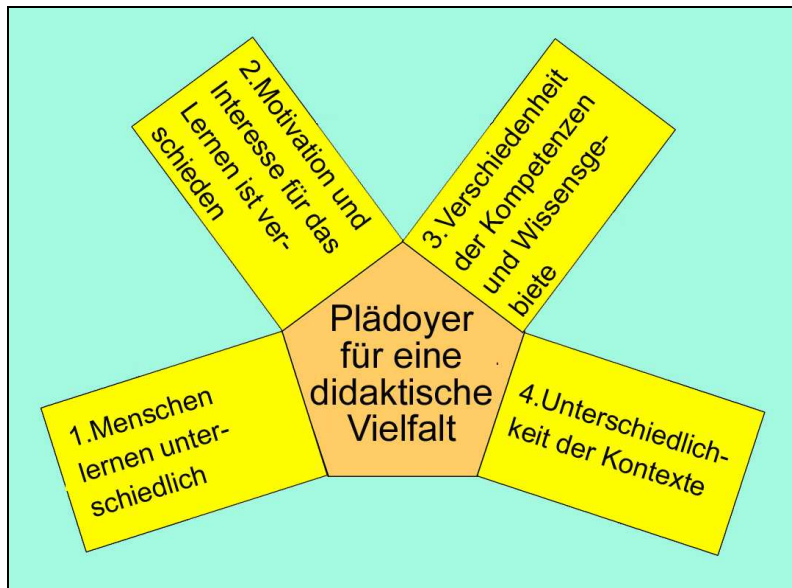 Plädoyer
für eine
didaktische
Vielfalt
1.Menschen
lernen unter-
schiedlich
2.Motivation und
Interesse für das
Lernen ist ver-
schieden
3.Verschiedenheit
der Kompetenzen
und Wissensge-
biete
4.Unterschiedlich-
keit der Kontexte